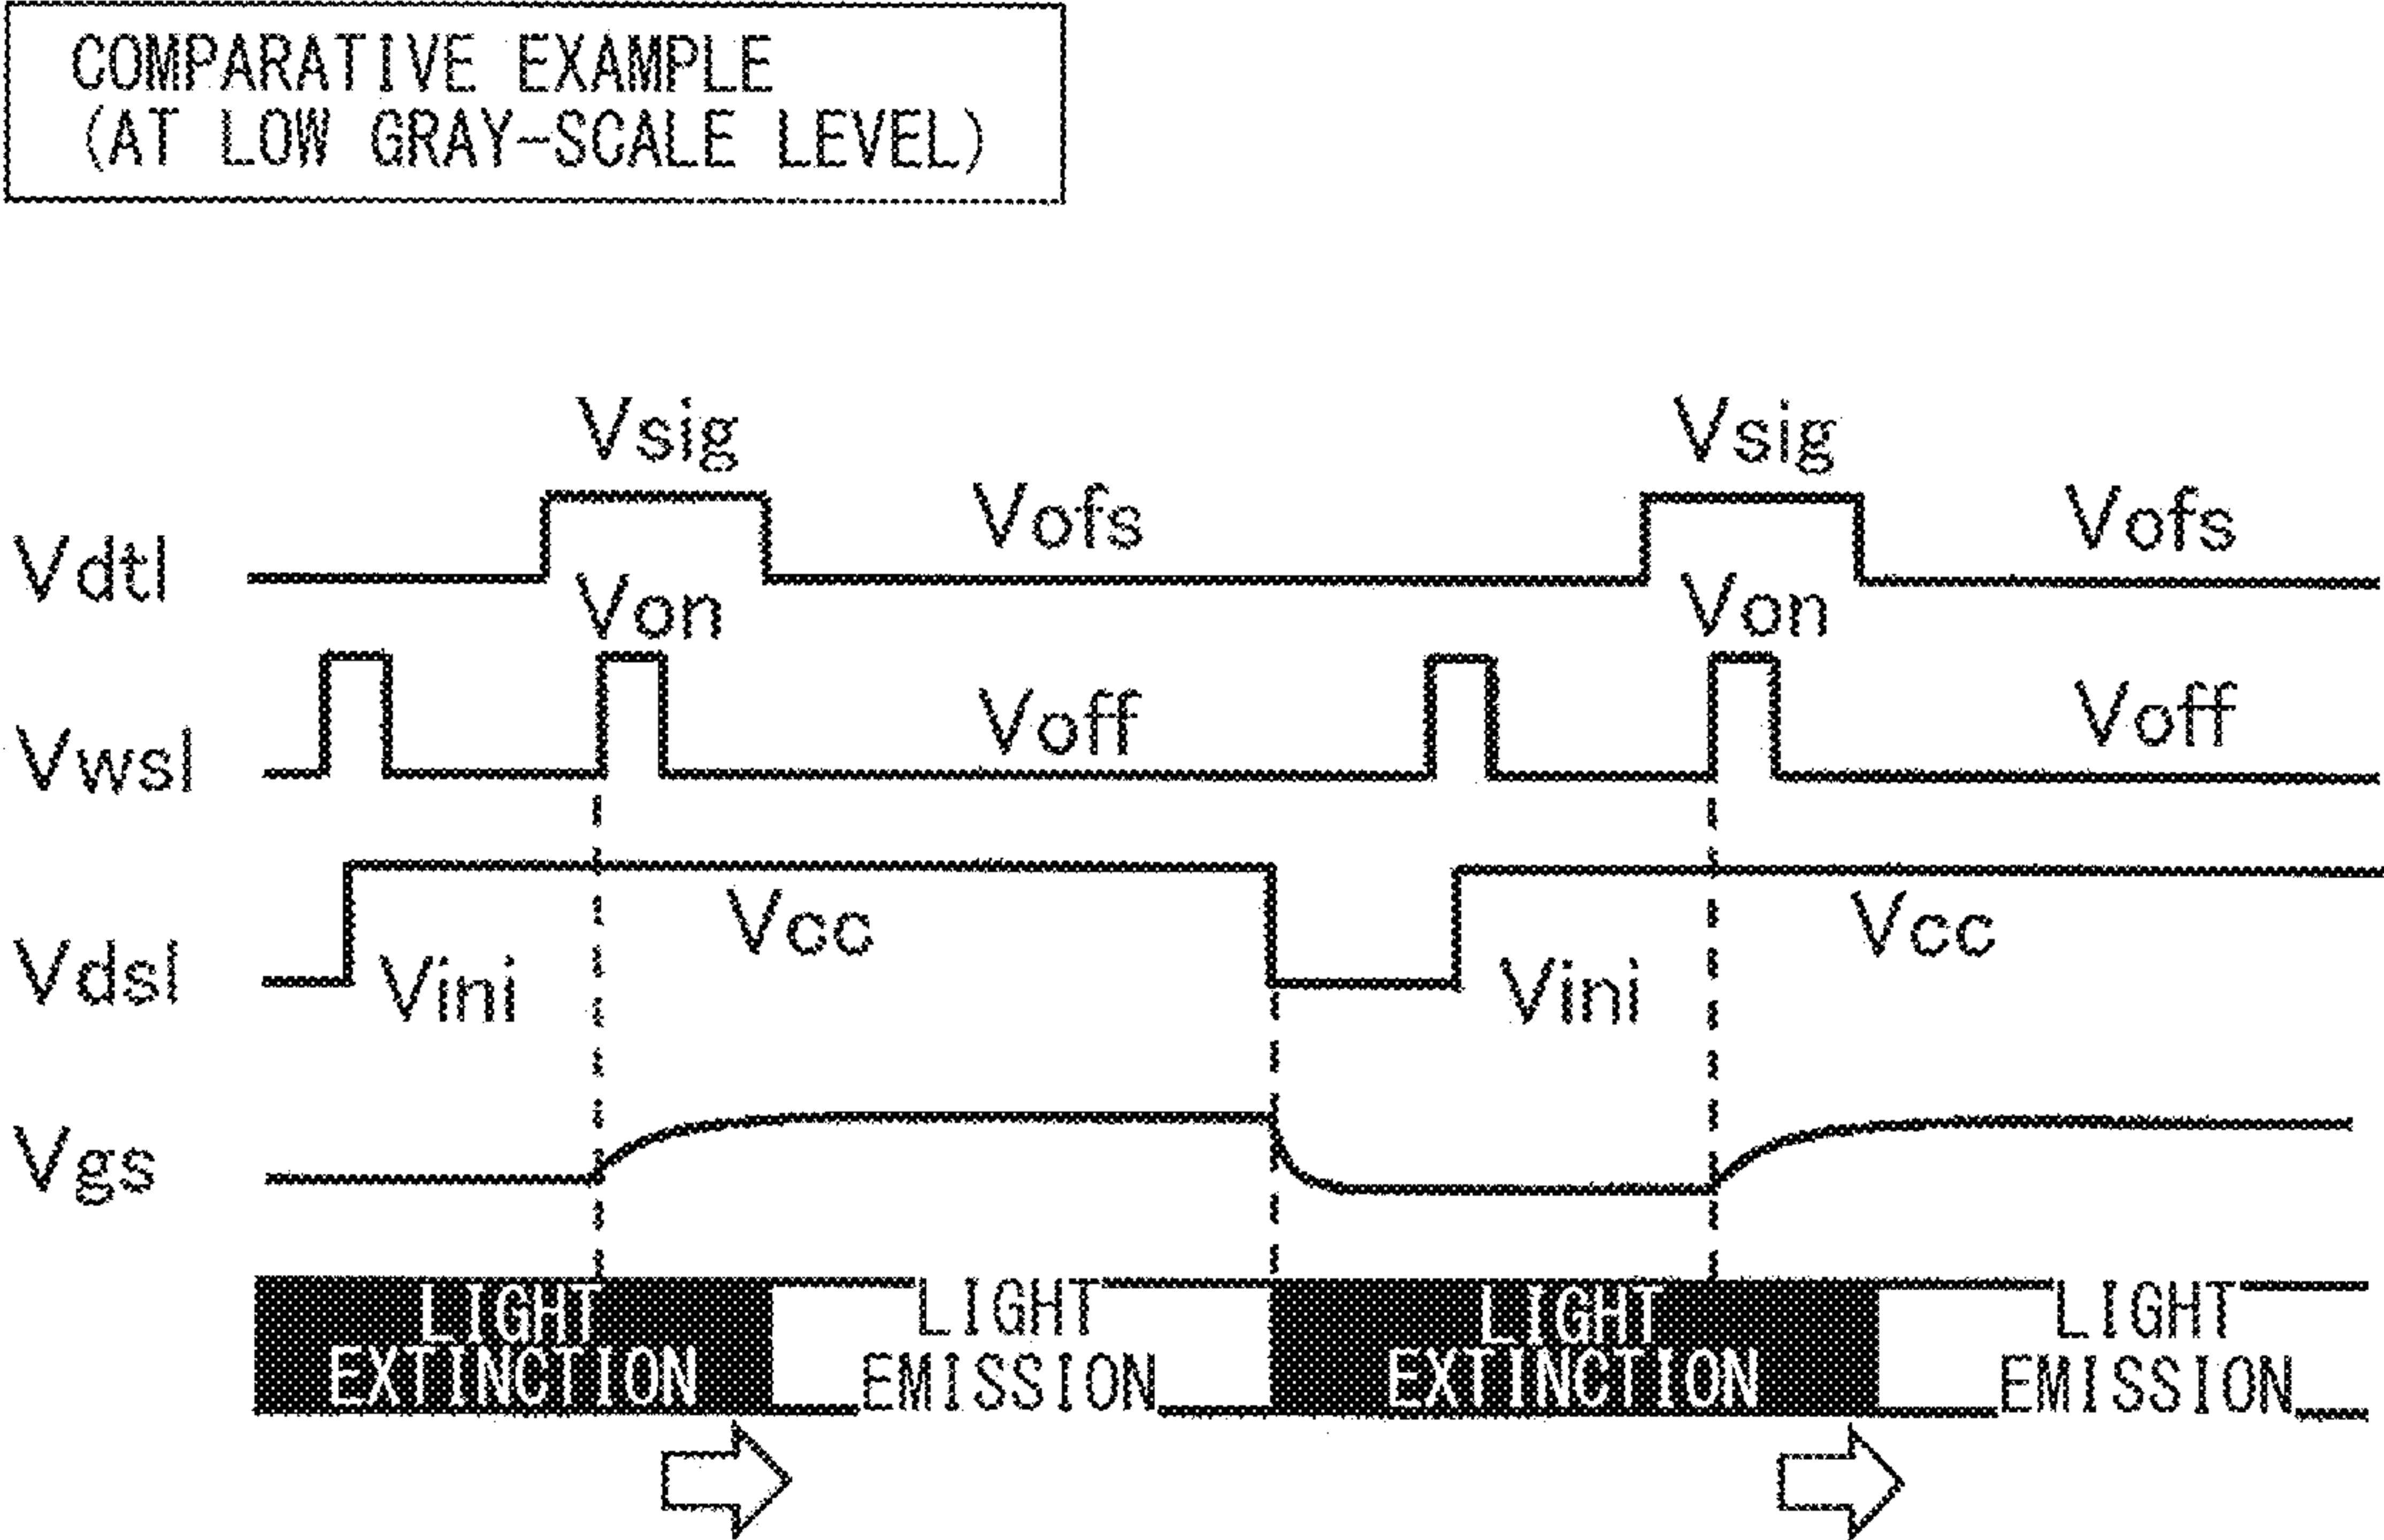 COMPARATIVE EXAMPLE
(AT LOW GRAY-SCALE LEVEL)
Vsig Vsig
Vdtl Vofs Vofs
Von Von
Vwsl Voff Voff
Vcc Vcc
Vdsl Vini Vini
Vgs
LIGHT LIGHT LIGHT LIGHT
EXTINCTION EMISSION EXTINCTION EMISSION